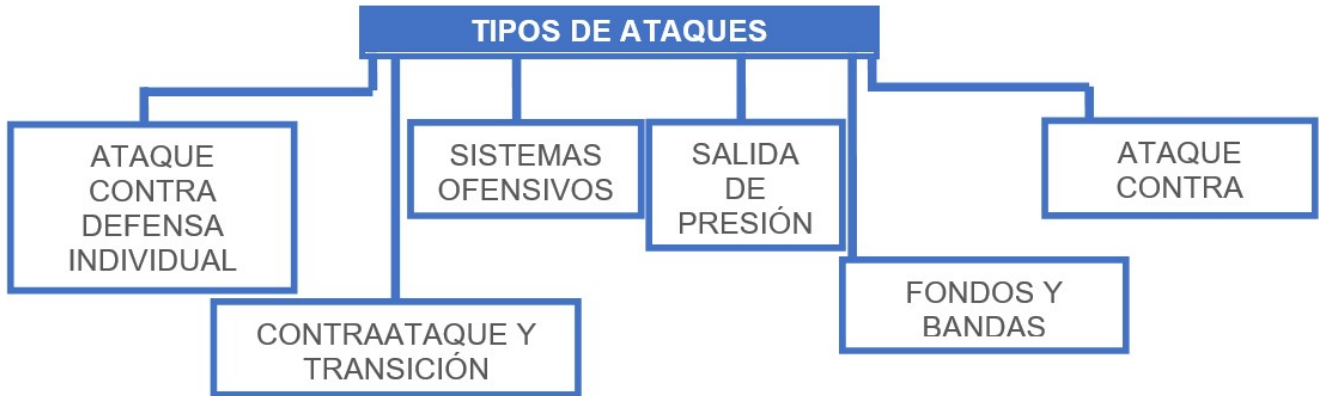 TIPOS DE ATAQUES
ATAQUE
CONTRA
DEFENSA
INDIVIDUAL
CONTRAATAQUE Y
TRANSICIÓN
SISTEMAS
OFENSIVOS
SALIDA
DE
PRESIÓN
FONDOS Y
BANDAS
ATAQUE
CONTRA